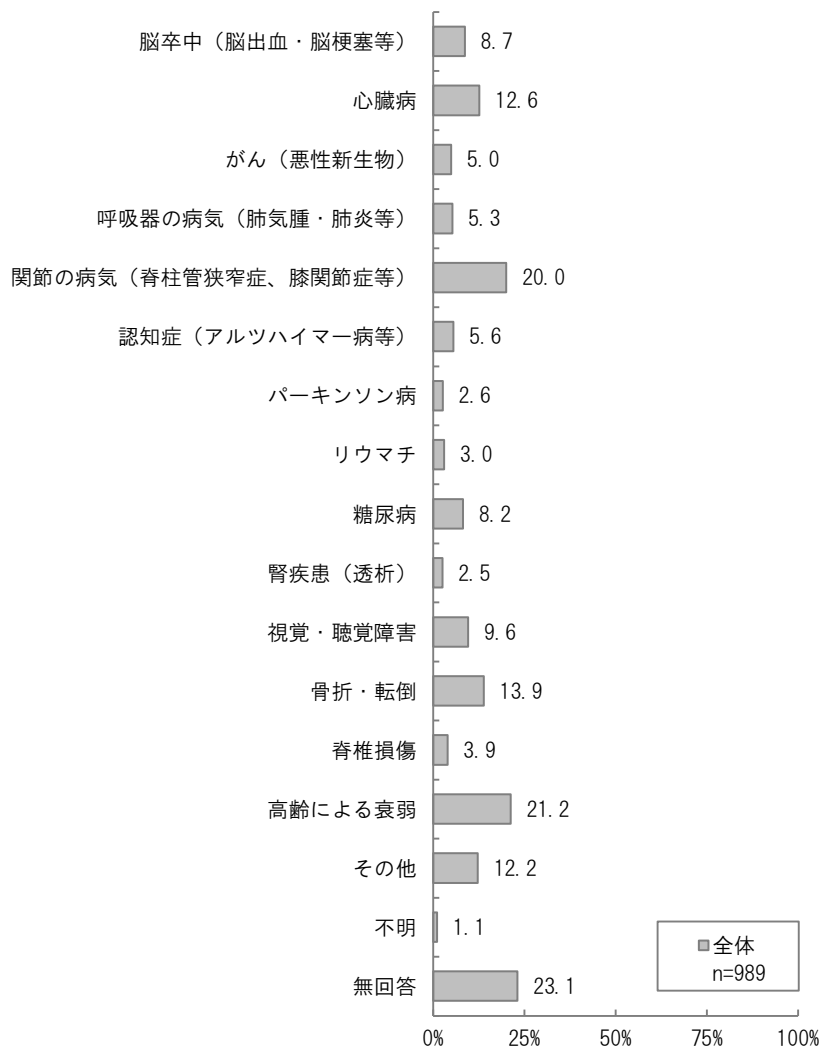 脳卒中（脳出血・脳梗塞等） 8.7
心臓病 12.6
がん（悪性新生物） 5.0
呼吸器の病気（肺気腫・肺炎等） 5.3
関節の病気（脊柱管狭窄症、膝関節症等） 20.0
認知症（アルツハイマー病等） 5.6
パーキンソン病 2.6
リウマチ 3.0
糖尿病 8.2
腎疾患（透析） 2.5
視覚・聴覚障害 9.6
骨折・転倒 13.9
脊椎損傷 3.9
高齢による衰弱 21.2
その他 12.2
不明 1.1
無回答 23.1
全体
n=989
0% 25% 50% 75% 100%